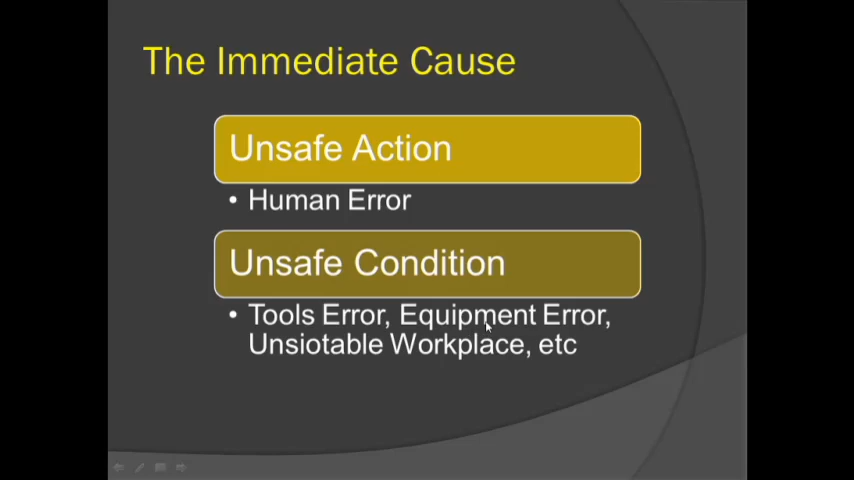 The Immediate Cause
Unsafe Action
• Human Error
Unsafe Condition
• Tools Error, Equipment Error,
Unsiotable Workplace, etc